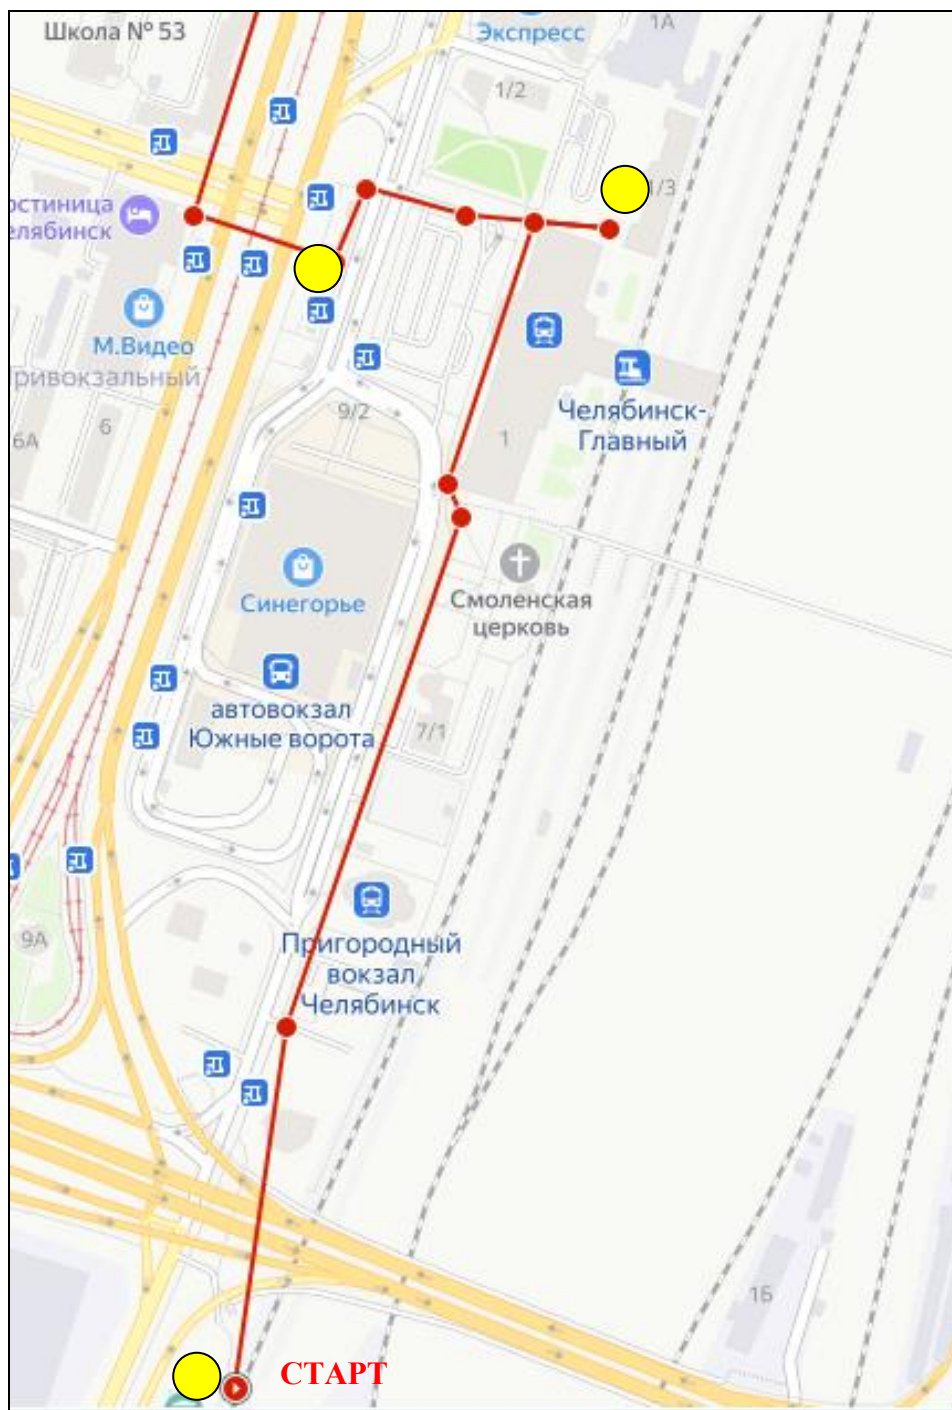 Школа № 53
Экспресс
1А
1/2
1/3
остиница
елябинск
М.Видео
ривокзальный
9/2
6
6А
1
Челябинск-
Главный
Синегорье
Смоленская
церковь
автовокзал
Южные ворота
7/1
9А
Пригородный
вокзал
Челябинск
1Б
СТАРТ